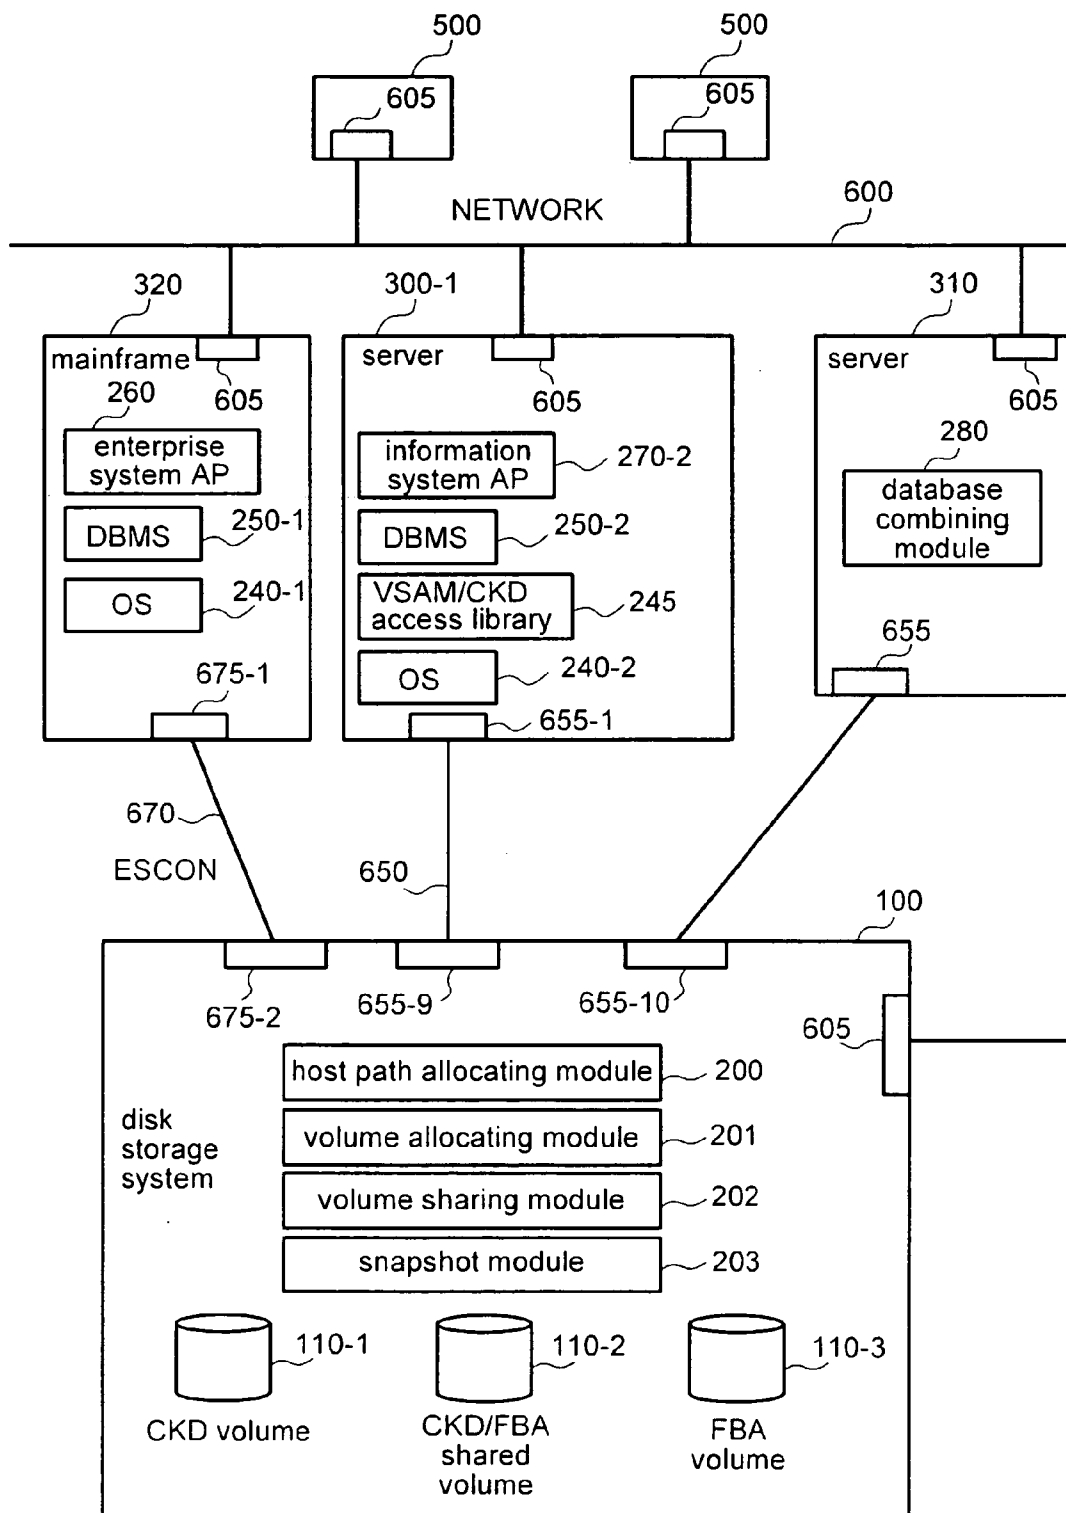 500
500
605
605
NETWORK
600
320
300-1
310
mainframe
605
server
605
server
605
260
enterprise
system AP
information
system AP
270-2
280
database
combining
module
DBMS
250-1
DBMS
250-2
OS
240-1
VSAM/CKD
access library
245
OS
240-2
655
675-1
655-1
670
ESCON
650
100
675-2
655-9
655-10
605
host path allocating module
200
disk
storage
system
volume allocating module
201
volume sharing module
202
snapshot module
203
110-1
110-2
110-3
CKD volume
CKD/FBA
shared
volume
FBA
volume